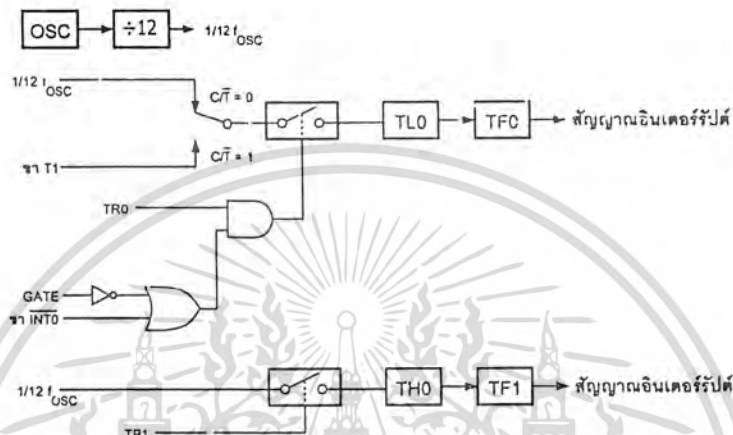 OSC ÷12 1/12 fOSC
1/12 fOSC
C/T̅ = 0
TL0 TF0 สัญญาณอินเตอร์รัปต์
ขา T1
C/T̅ = 1
TR0
GATE
ขา I̅N̅T̅0̅
1/12 fOSC
TH0 TF1 สัญญาณอินเตอร์รัปต์
TR1